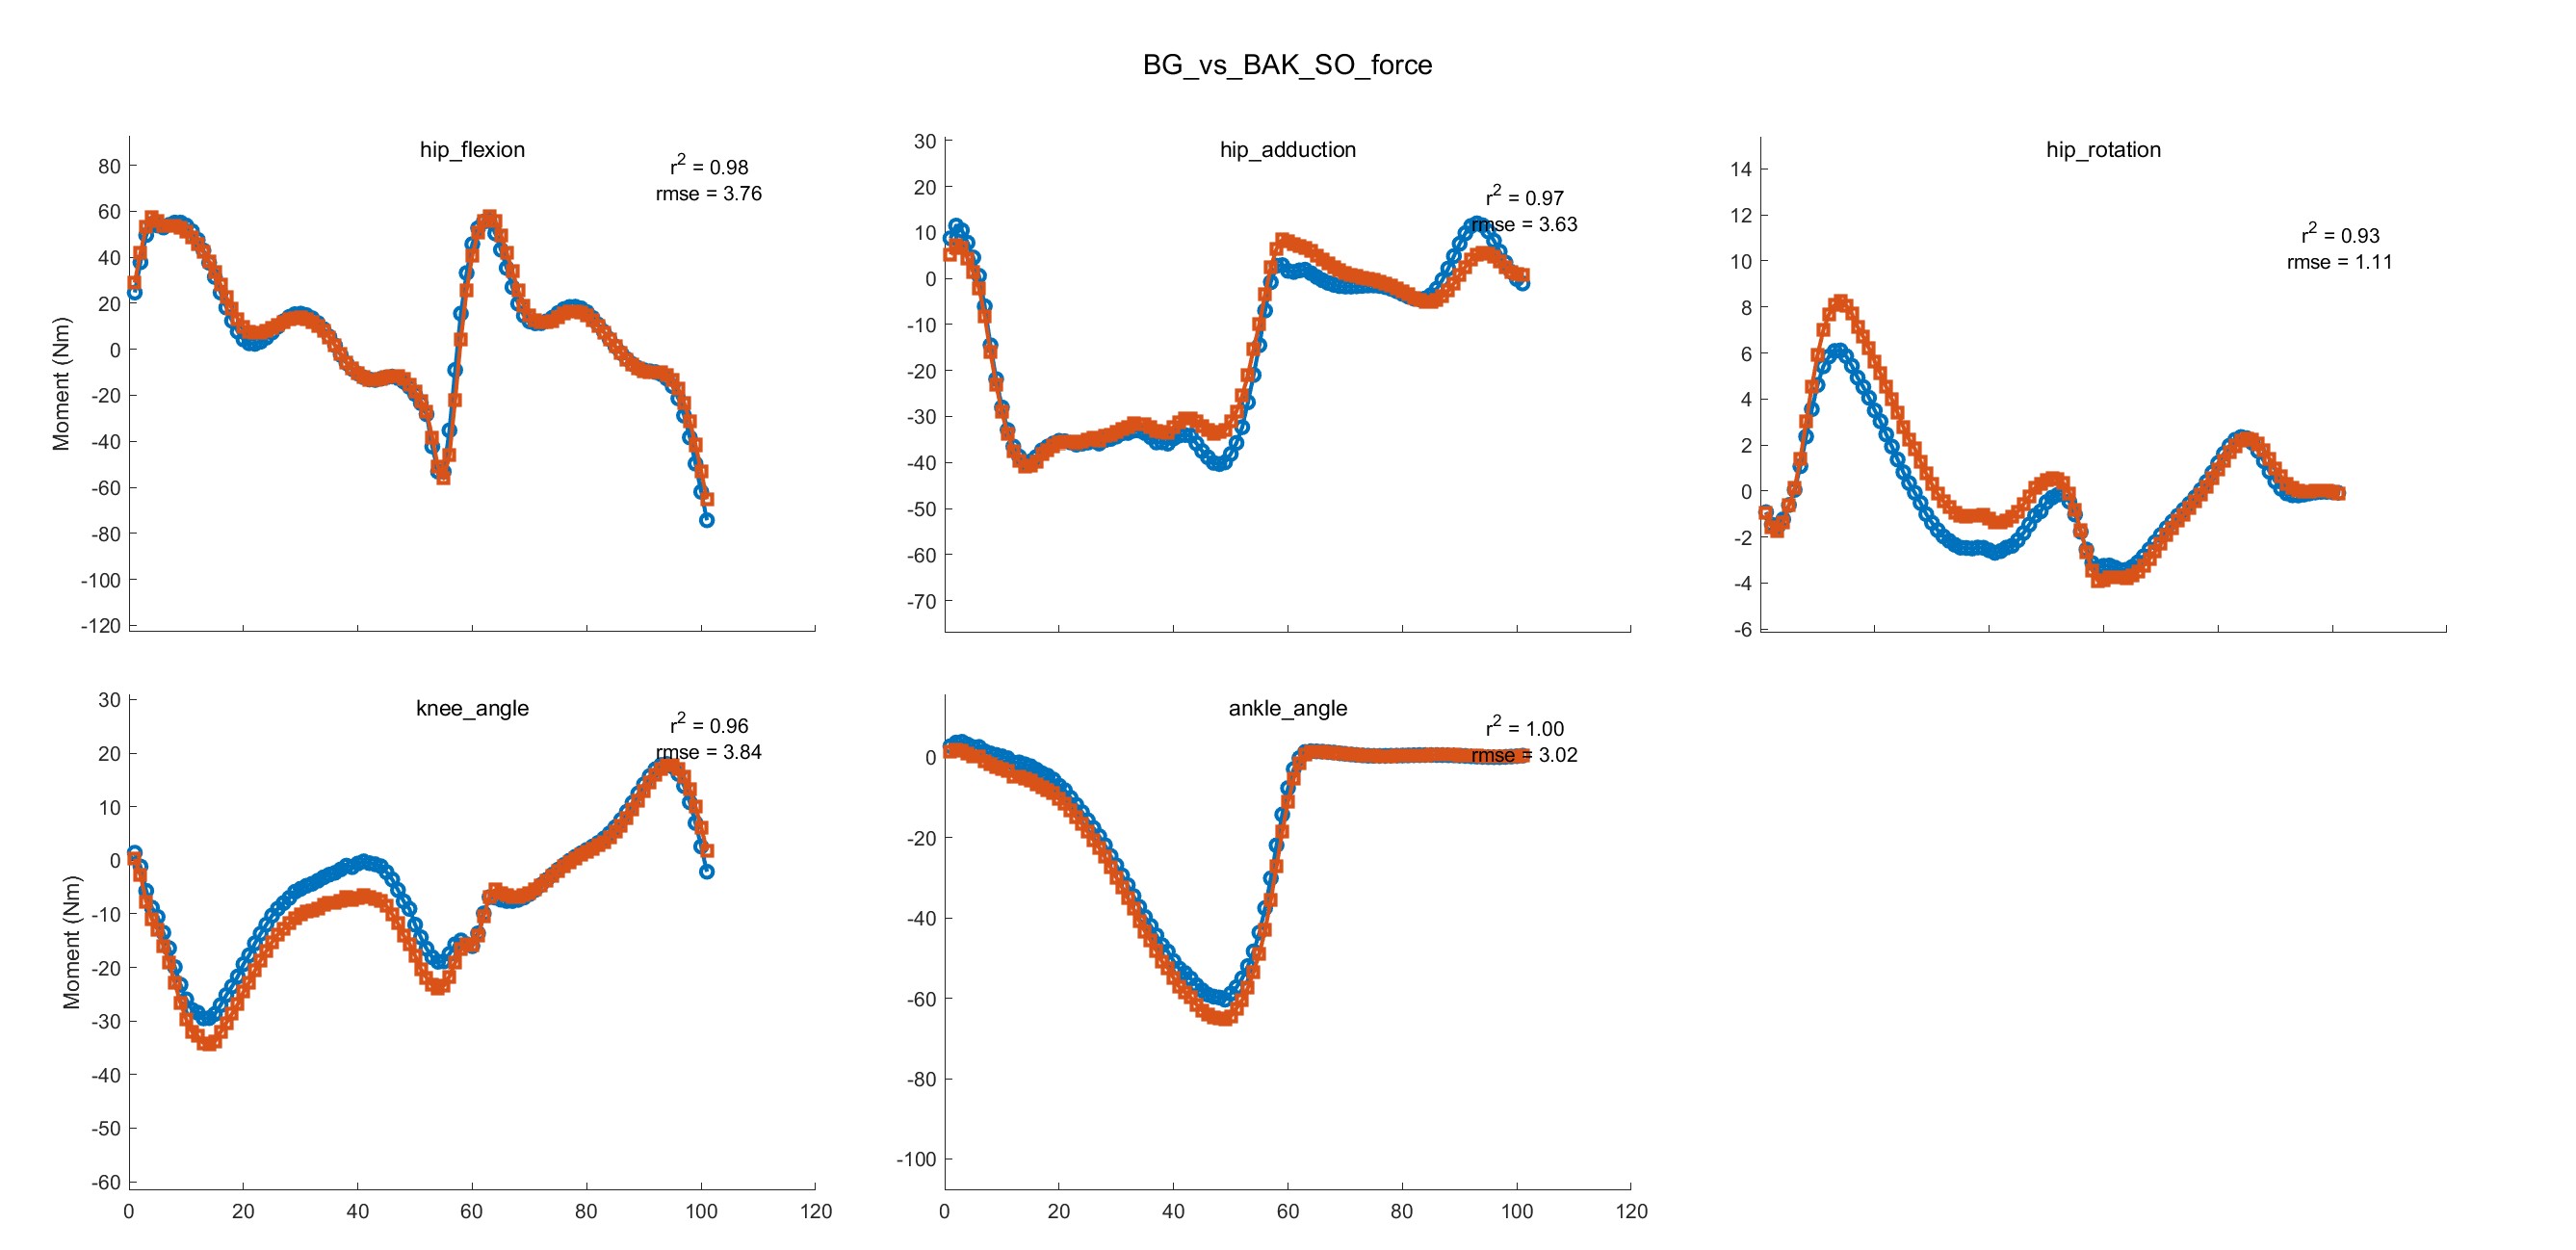 BG_vs_BAK_SO_force
hip_flexion
r2 = 0.98
rmse = 3.76
Moment (Nm)
80
60
40
20
0
-20
-40
-60
-80
-100
-120
hip_adduction
r2 = 0.97
rmse = 3.63
30
20
10
0
-10
-20
-30
-40
-50
-60
-70
hip_rotation
r2 = 0.93
rmse = 1.11
14
12
10
8
6
4
2
0
-2
-4
-6
knee_angle
r2 = 0.96
rmse = 3.84
Moment (Nm)
30
20
10
0
-10
-20
-30
-40
-50
-60
0 20 40 60 80 100 120
ankle_angle
r2 = 1.00
rmse = 3.02
0
-20
-40
-60
-80
-100
0 20 40 60 80 100 120